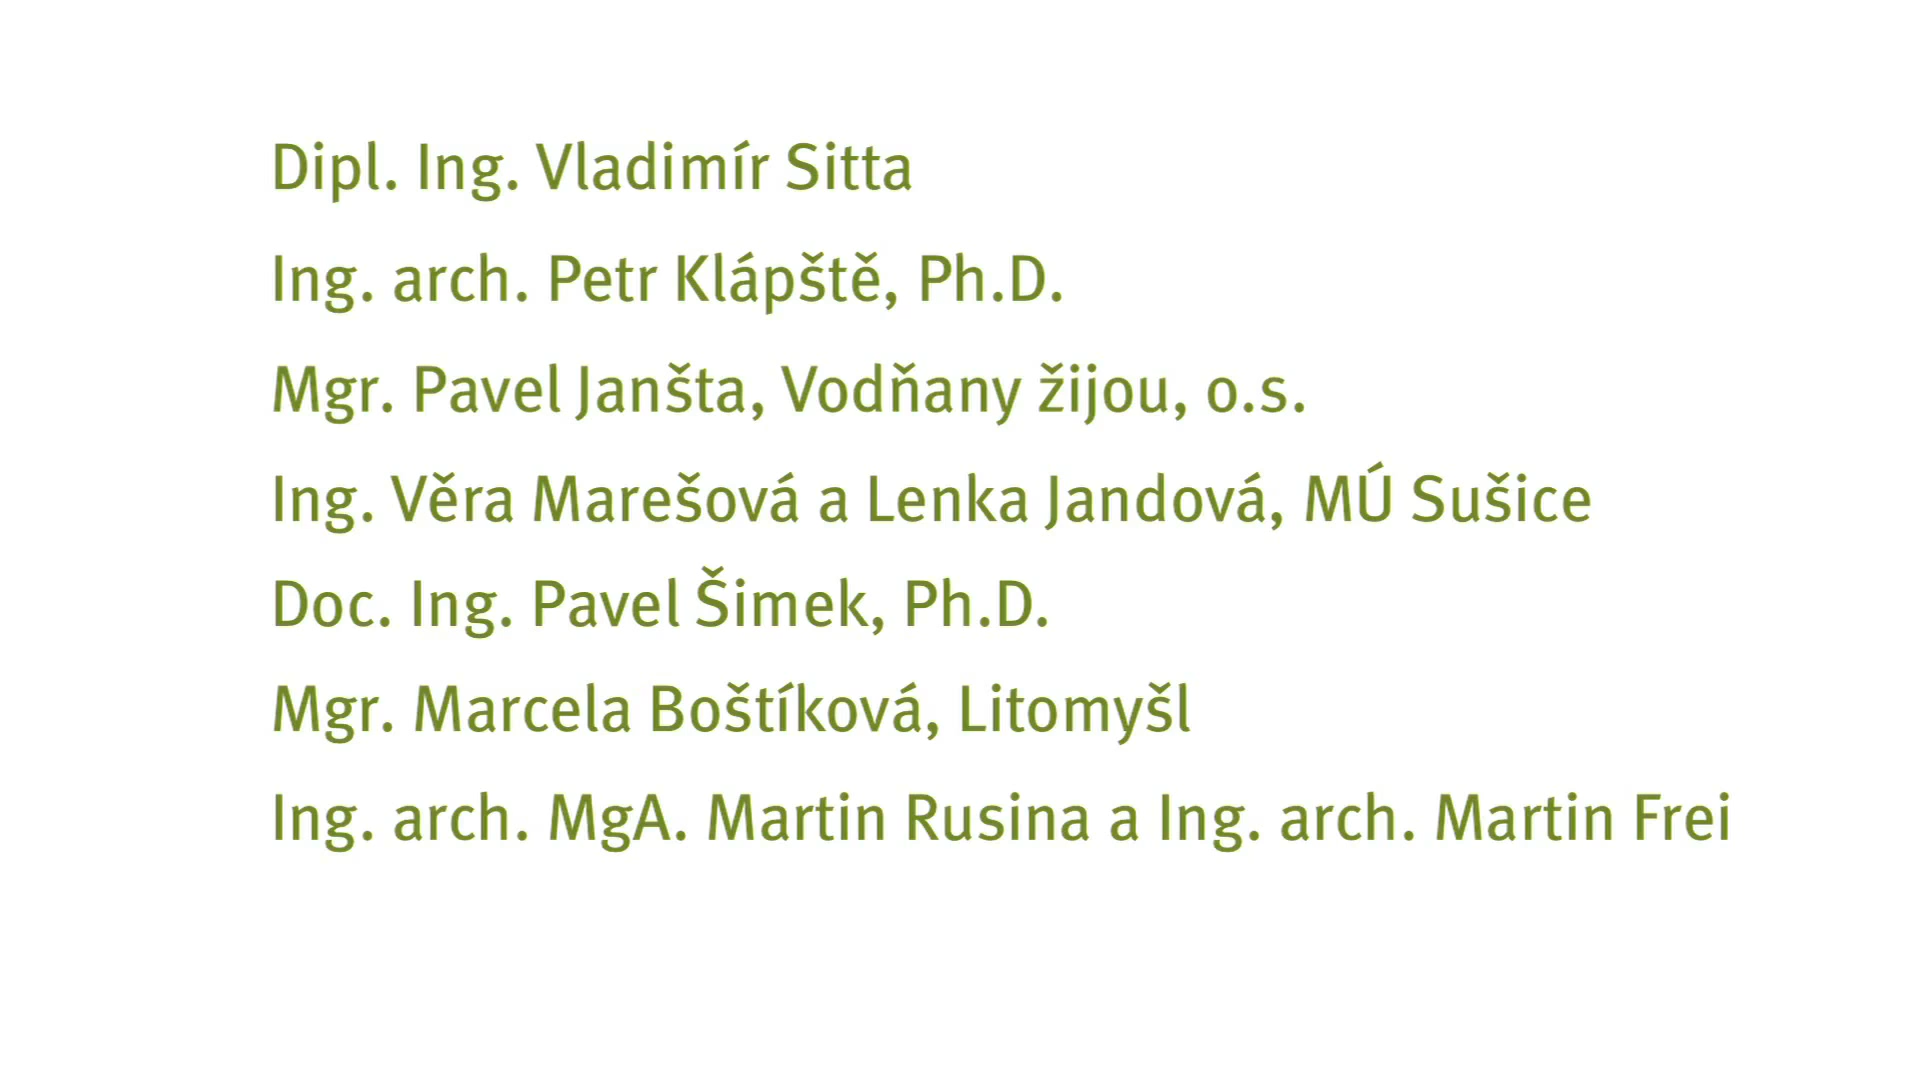 Dipl. Ing. Vladimír Sitta
Ing. arch. Petr Klápště, Ph.D.
Mgr. Pavel Janšta, Vodňany žijou, o.s.
Ing. Věra Marešová a Lenka Jandová, MÚ Sušice
Doc. Ing. Pavel Šimek, Ph.D.
Mgr. Marcela Boštíková, Litomyšl
Ing. arch. MgA. Martin Rusina a Ing. arch. Martin Frei